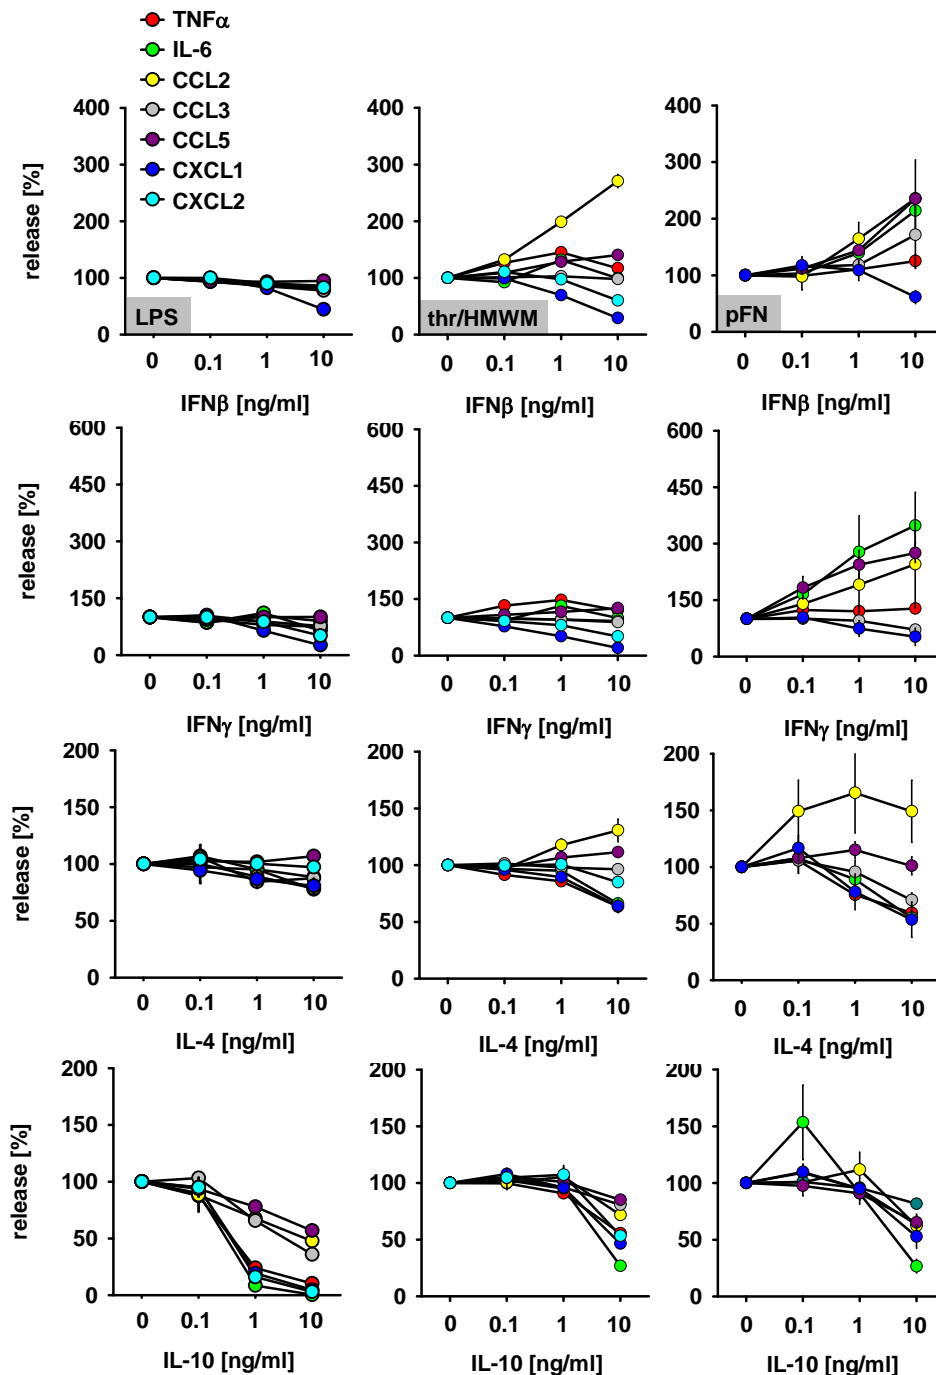 TNFα
IL-6
CCL2
CCL3
CCL5
CXCL1
CXCL2
release [%]
400
300
200
100
0
LPS
0 0.1 1 10
IFNβ [ng/ml]
400
300
200
100
0
thr/HMWM
0 0.1 1 10
IFNβ [ng/ml]
400
300
200
100
0
pFN
0 0.1 1 10
IFNβ [ng/ml]
release [%]
600
450
300
150
0
0 0.1 1 10
IFNγ [ng/ml]
600
450
300
150
0
0 0.1 1 10
IFNγ [ng/ml]
600
450
300
150
0
0 0.1 1 10
IFNγ [ng/ml]
release [%]
200
150
100
50
0
0 0.1 1 10
IL-4 [ng/ml]
200
150
100
50
0
0 0.1 1 10
IL-4 [ng/ml]
200
150
100
50
0
0 0.1 1 10
IL-4 [ng/ml]
release [%]
200
150
100
50
0
0 0.1 1 10
IL-10 [ng/ml]
200
150
100
50
0
0 0.1 1 10
IL-10 [ng/ml]
200
150
100
50
0
0 0.1 1 10
IL-10 [ng/ml]